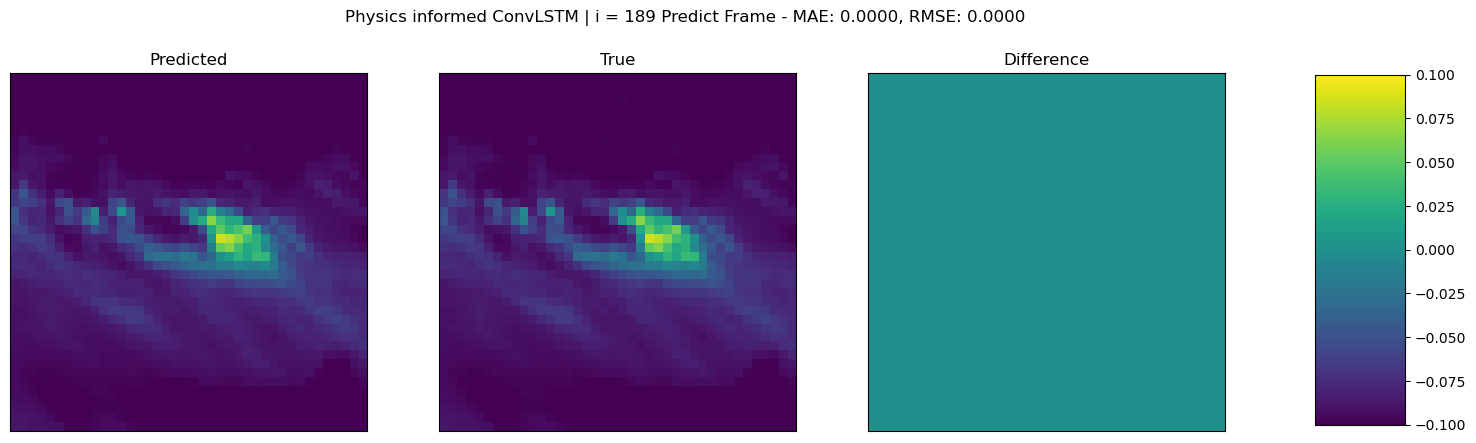 Physics informed ConvLSTM | i = 189 Predict Frame - MAE: 0.0000, RMSE: 0.0000
Predicted
True
Difference
0.100
0.075
0.050
0.025
0.000
−0.025
−0.050
−0.075
−0.100